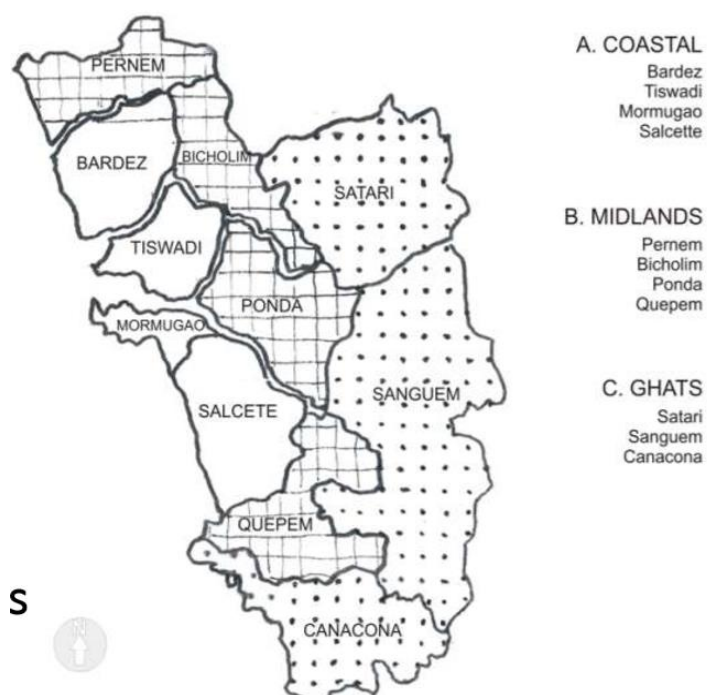 PERNEM
BARDEZ
BICHOLIM
SATARI
TISWADI
PONDA
MORMUGAO
SALCETE
SANGUEM
QUEPEM
CANACONA
A. COASTAL
Bardez
Tiswadi
Mormugao
Salcette
B. MIDLANDS
Pernem
Bicholim
Ponda
Quepem
C. GHATS
Satari
Sanguem
Canacona
s
N